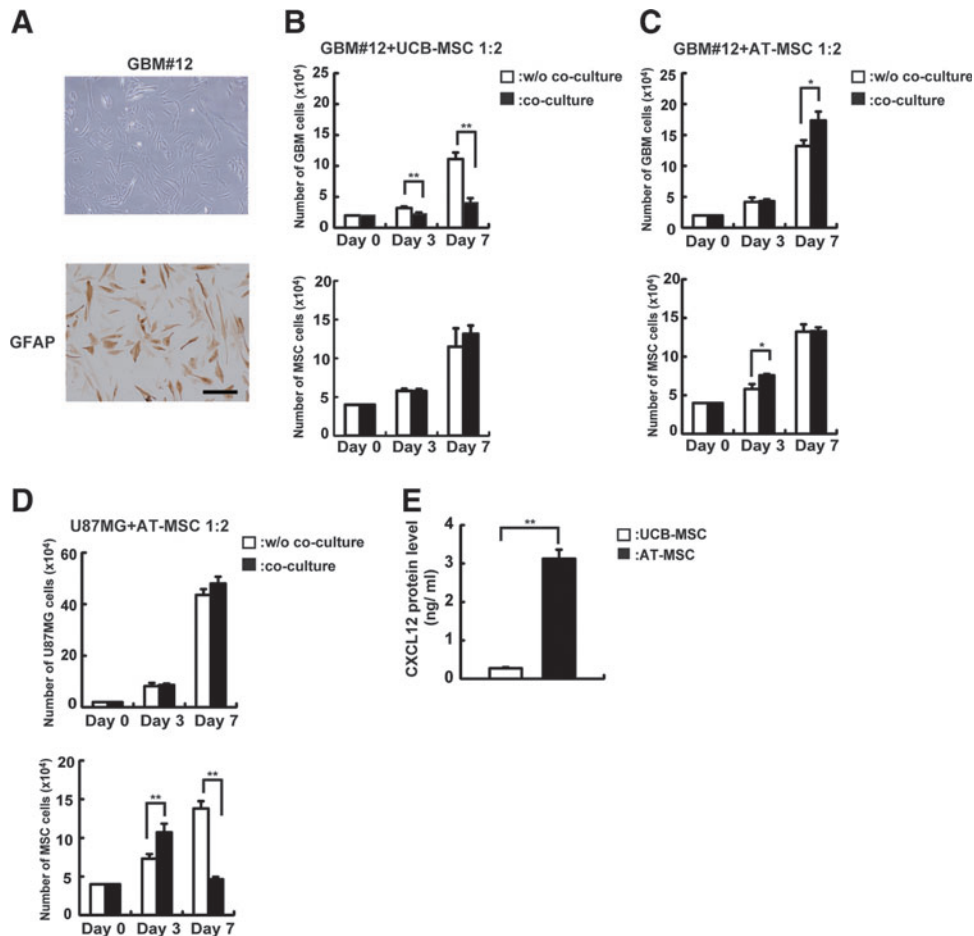 A
GBM#12
GFAP
B
GBM#12+UCB-MSC 1:2
:w/o co-culture
:co-culture
Number of GBM cells (x10⁴)
25
20
15
10
5
0
**
**
Day 0 Day 3 Day 7
Number of MSC cells (x10⁴)
20
15
10
5
0
Day 0 Day 3 Day 7
C
GBM#12+AT-MSC 1:2
:w/o co-culture
:co-culture
Number of GBM cells (x10⁴)
25
20
15
10
5
0
*
Day 0 Day 3 Day 7
Number of MSC cells (x10⁴)
20
15
10
5
0
*
Day 0 Day 3 Day 7
D
U87MG+AT-MSC 1:2
:w/o co-culture
:co-culture
Number of U87MG cells (x10⁴)
60
40
20
0
Day 0 Day 3 Day 7
Number of MSC cells (x10⁴)
20
15
10
5
0
**
**
Day 0 Day 3 Day 7
E
CXCL12 protein level
(ng/ ml)
4
3
2
1
0
**
:UCB-MSC
:AT-MSC